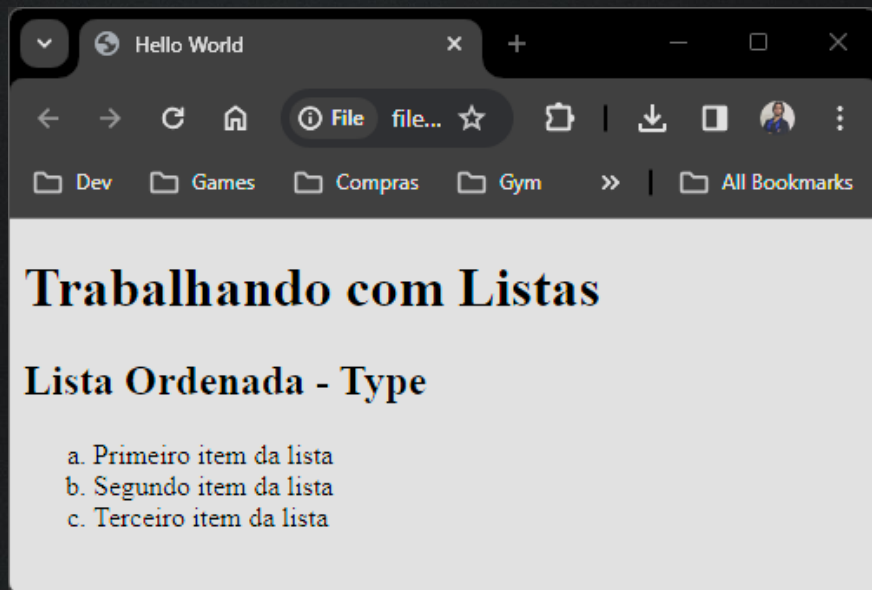 Hello World
File file...
Dev Games Compras Gym All Bookmarks
Trabalhando com Listas
Lista Ordenada - Type
a. Primeiro item da lista
b. Segundo item da lista
c. Terceiro item da lista